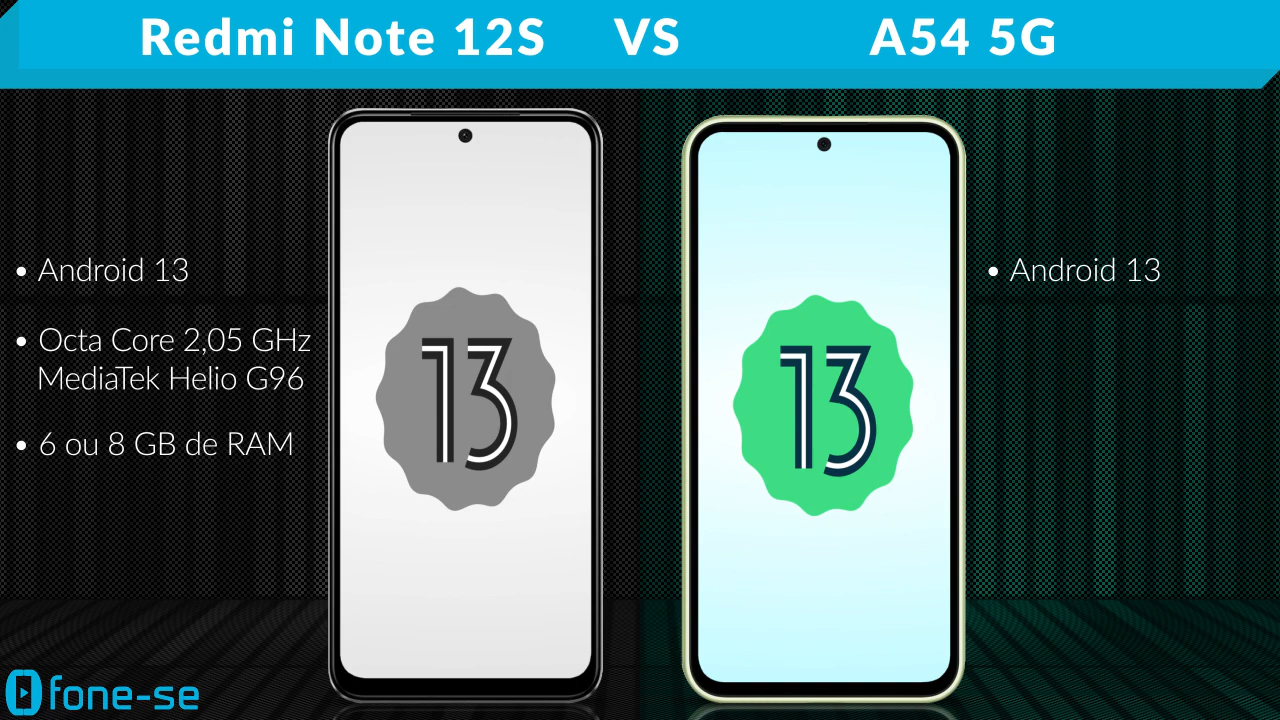 Redmi Note 12S VS A54 5G
• Android 13
• Octa Core 2,05 GHz
MediaTek Helio G96
• 6 ou 8 GB de RAM
13
13
• Android 13
fone-se